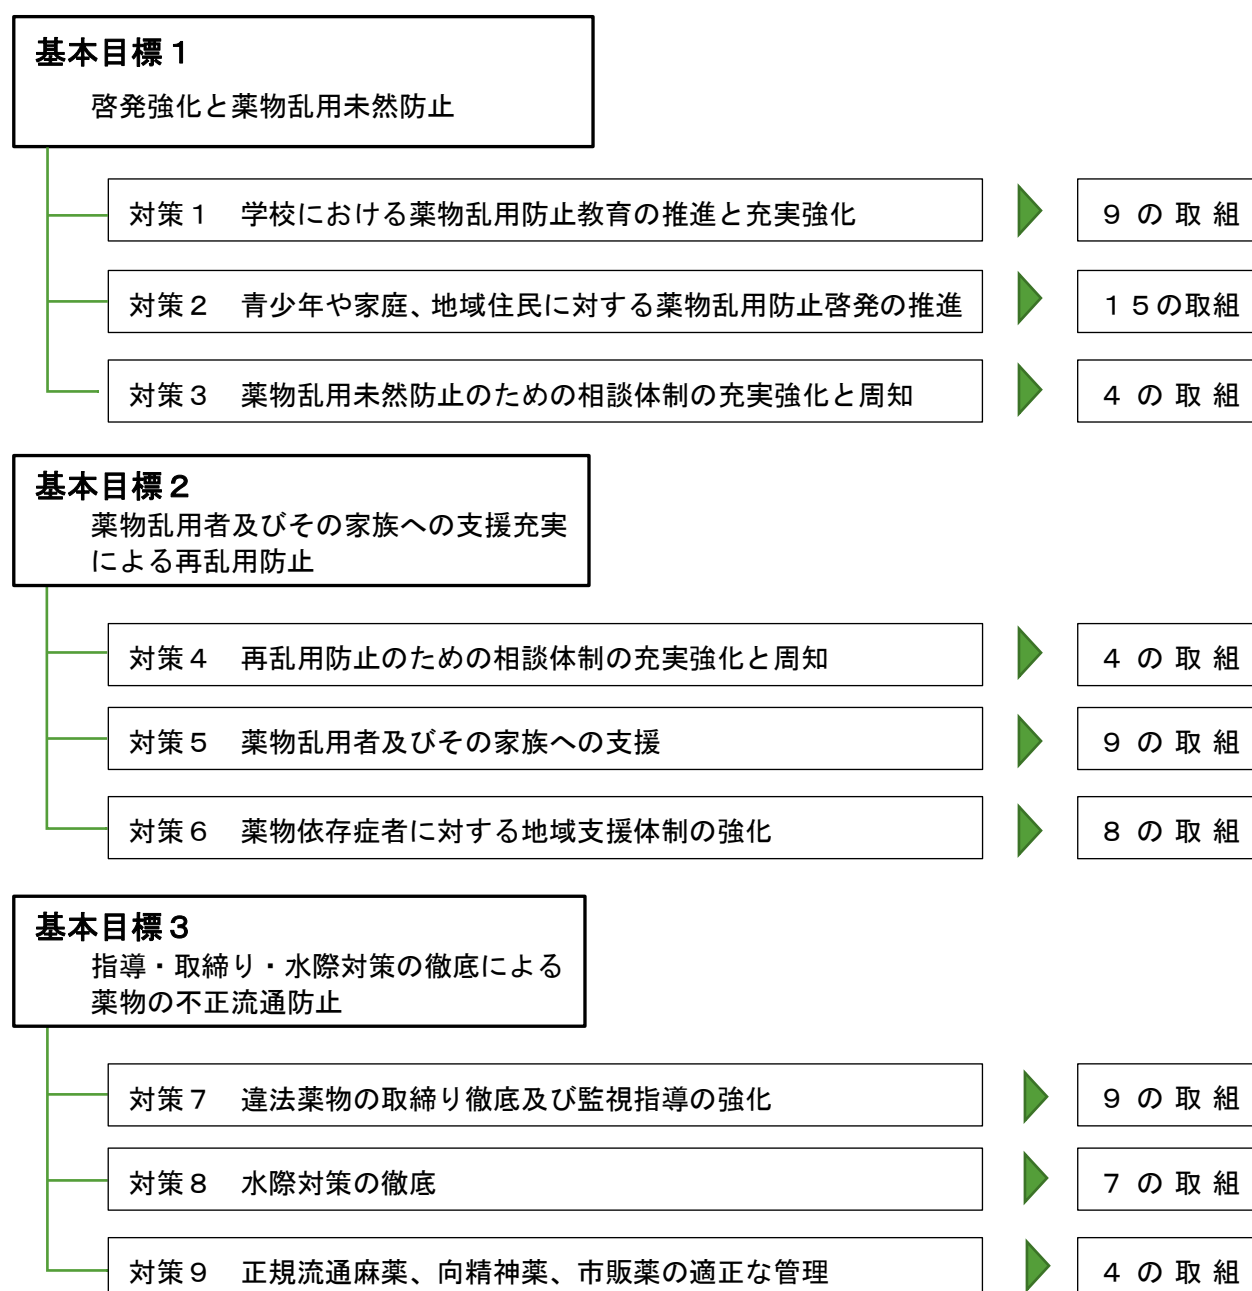 基本目標１
啓発強化と薬物乱用未然防止
対策１　学校における薬物乱用防止教育の推進と充実強化　９の取組
対策２　青少年や家庭、地域住民に対する薬物乱用防止啓発の推進　１５の取組
対策３　薬物乱用未然防止のための相談体制の充実強化と周知　４の取組
基本目標２
薬物乱用者及びその家族への支援充実
による再乱用防止
対策４　再乱用防止のための相談体制の充実強化と周知　４の取組
対策５　薬物乱用者及びその家族への支援　９の取組
対策６　薬物依存症者に対する地域支援体制の強化　８の取組
基本目標３
指導・取締り・水際対策の徹底による
薬物の不正流通防止
対策７　違法薬物の取締り徹底及び監視指導の強化　９の取組
対策８　水際対策の徹底　７の取組
対策９　正規流通麻薬、向精神薬、市販薬の適正な管理　４の取組